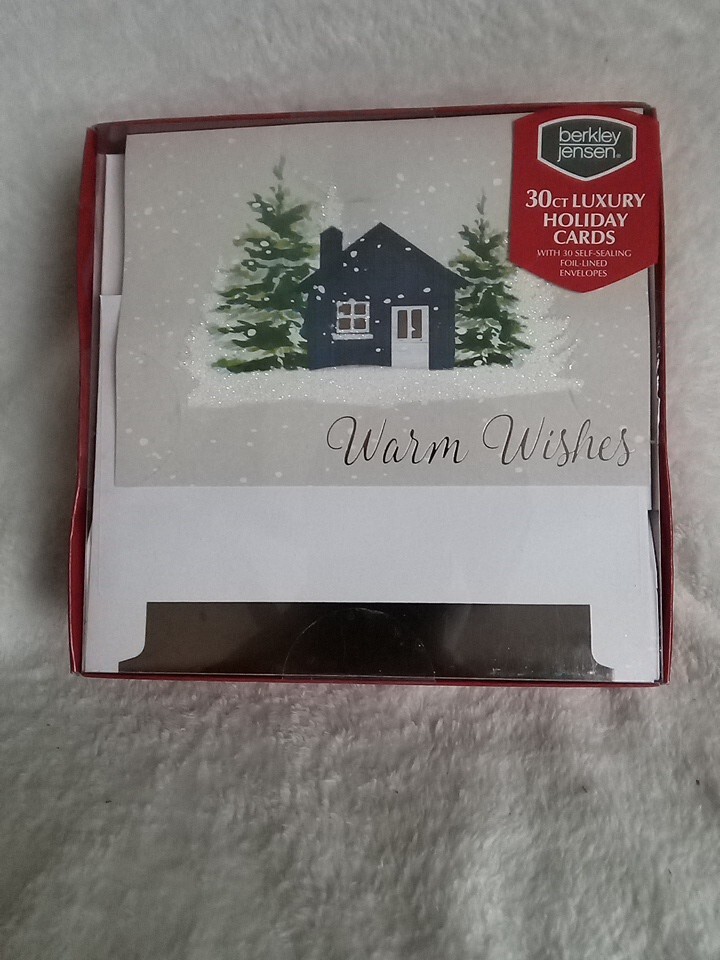 berkley
jensen®
30CT LUXURY
HOLIDAY
CARDS
WITH 30 SELF-SEALING
FOIL-LINED
ENVELOPES
Warm Wishes